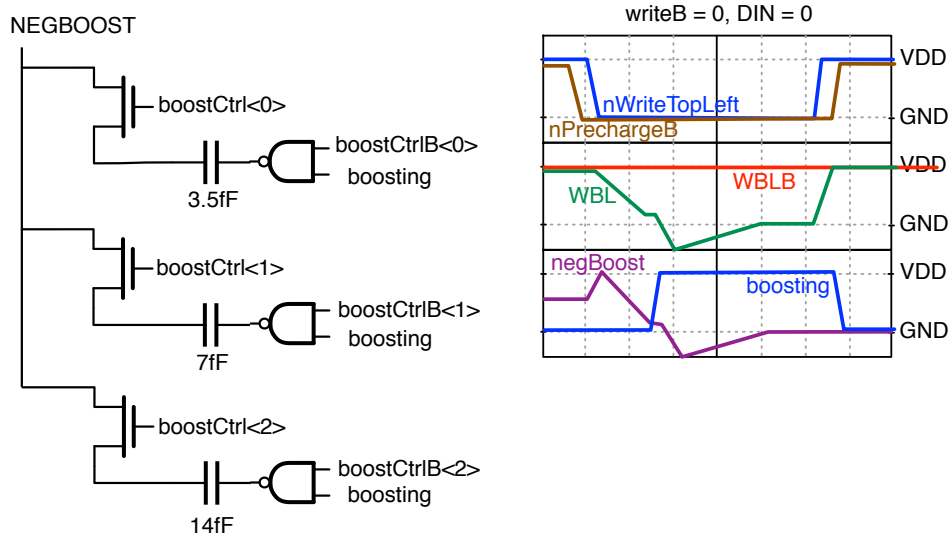 NEGBOOST
boostCtrl<0>
boostCtrlB<0>
boosting
3.5fF
boostCtrl<1>
boostCtrlB<1>
boosting
7fF
boostCtrl<2>
boostCtrlB<2>
boosting
14fF
writeB = 0, DIN = 0
VDD
nWriteTopLeft
GND
nPrechargeB
VDD
WBL
WBLB
GND
negBoost
VDD
boosting
GND